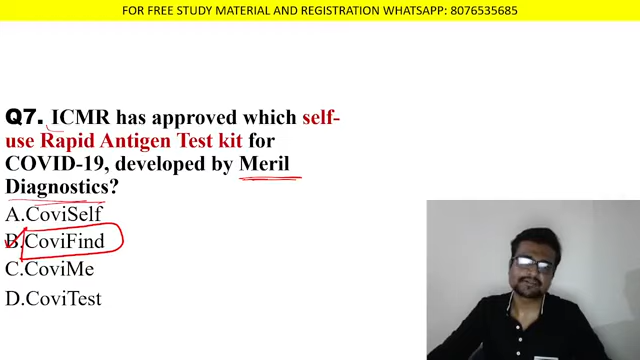 FOR FREE STUDY MATERIAL AND REGISTRATION WHATSAPP: 8076535685
Q7. ICMR has approved which self-
use Rapid Antigen Test kit for
COVID-19, developed by Meril
Diagnostics?
A.CoviSelf
B.CoviFind
C.CoviMe
D.CoviTest